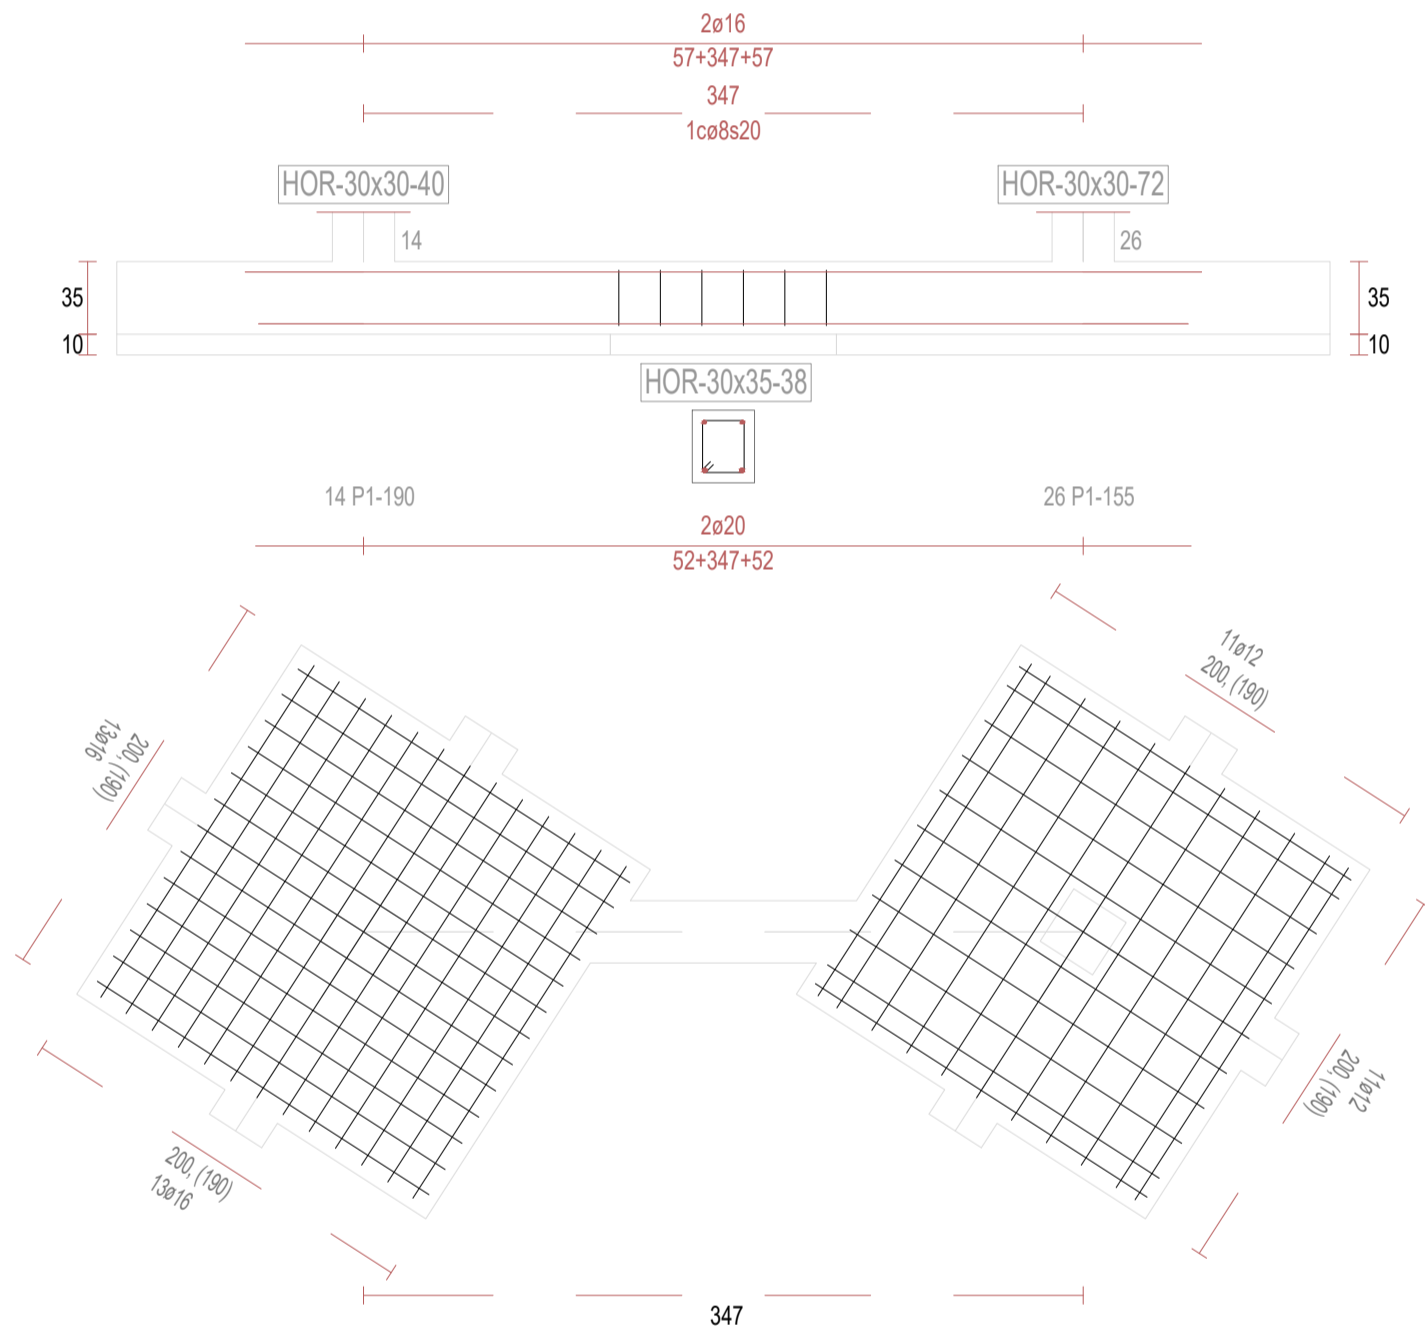 2ø16
57+347+57
347
1cø8s20
HOR-30x30-40
HOR-30x30-72
14
26
35
35
10
10
HOR-30x35-38
14 P1-190
26 P1-155
2ø20
52+347+52
11ø12
200, (190)
200, (190)
13ø16
200, (190)
11ø12
200, (190)
13ø16
347